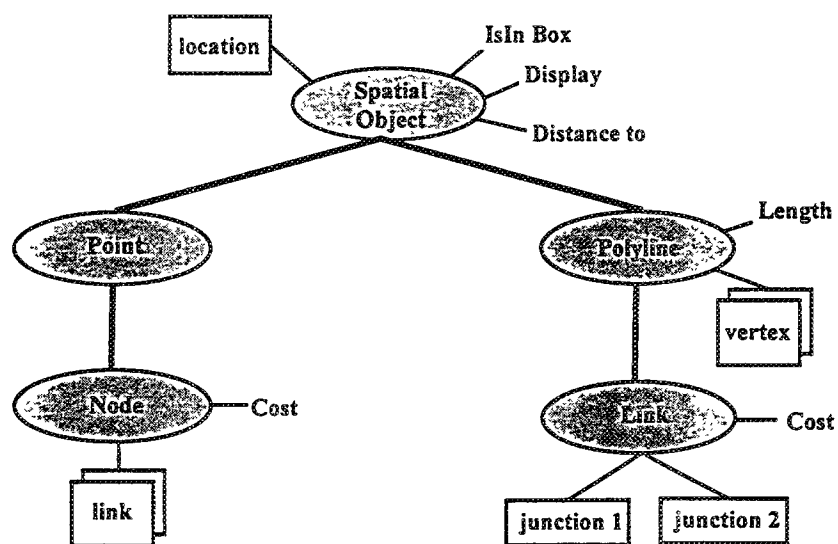 location
IsIn Box
Display
Distance to
Spatial
Object
Point
Polyline
Length
vertex
Node
Cost
Link
Cost
link
junction 1
junction 2